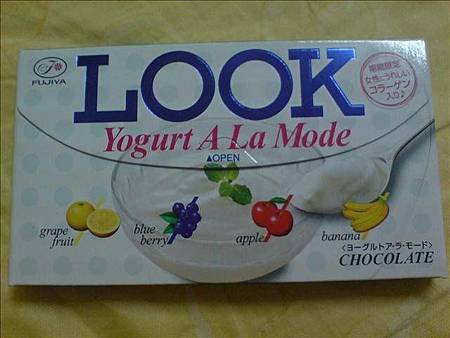 FUJIYA
LOOK
期間限定
女性にうれしい
コラーゲン
入り♪
Yogurt A La Mode
▲OPEN
grape
fruit
blue
berry
apple
banana
<ヨーグルトア・ラ・モード>
CHOCOLATE